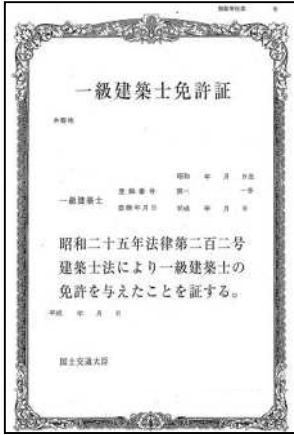 一級建築士免許証
本籍地
昭和 年 月 日生
登録番号 第 号
一級建築士
登録年月日 平成 年 月 日
昭和二十五年法律第二百二号
建築士法により一級建築士の
免許を与えたことを証する。
平成 年 月 日
国土交通大臣